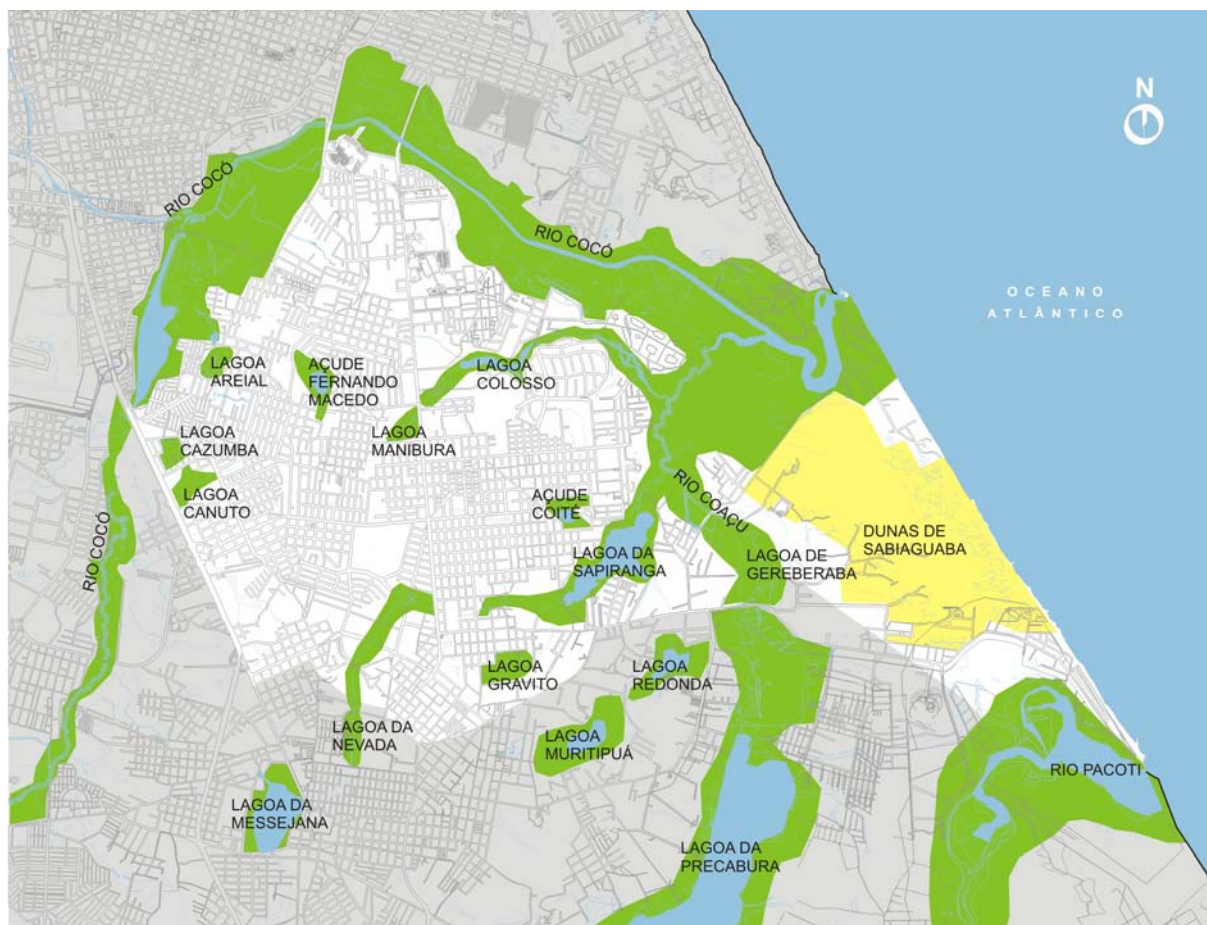 N
RIO COCÓ
RIO COCÓ
OCEANO
ATLÂNTICO
LAGOA
AREIAL
AÇUDE
FERNANDO
MACEDO
LAGOA
COLOSSO
LAGOA
CAZUMBA
LAGOA
MANIBURA
LAGOA
CANUTO
AÇUDE
COITÉ
RIO COAÇU
RIO COCÓ
DUNAS DE
SABIAGUABA
LAGOA DA
SAPIRANGA
LAGOA DE
GEREBERABA
LAGOA
GRAVITO
LAGOA
REDONDA
LAGOA DA
NEVADA
LAGOA
MURITIPUÁ
RIO PACOTI
LAGOA DA
MESSEJANA
LAGOA DA
PRECABURA